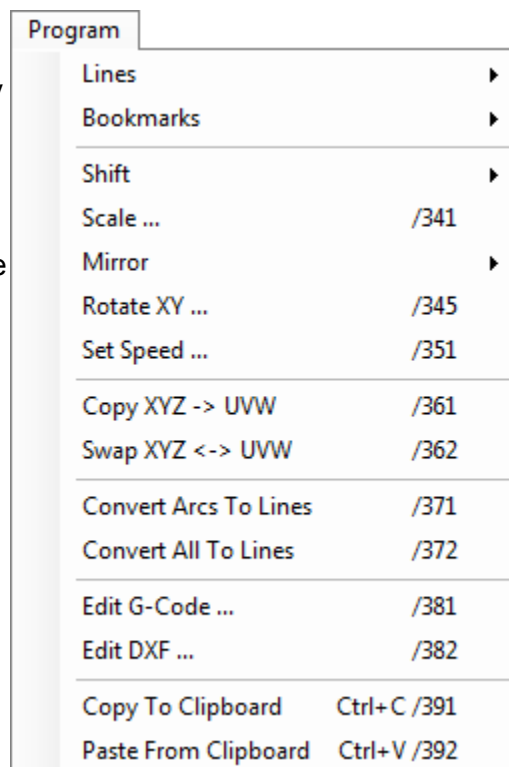 Program
Lines
Bookmarks
Shift
Scale ... /341
Mirror
Rotate XY ... /345
Set Speed ... /351
Copy XYZ -> UVW /361
Swap XYZ <-> UVW /362
Convert Arcs To Lines /371
Convert All To Lines /372
Edit G-Code ... /381
Edit DXF ... /382
Copy To Clipboard Ctrl+C /391
Paste From Clipboard Ctrl+V /392